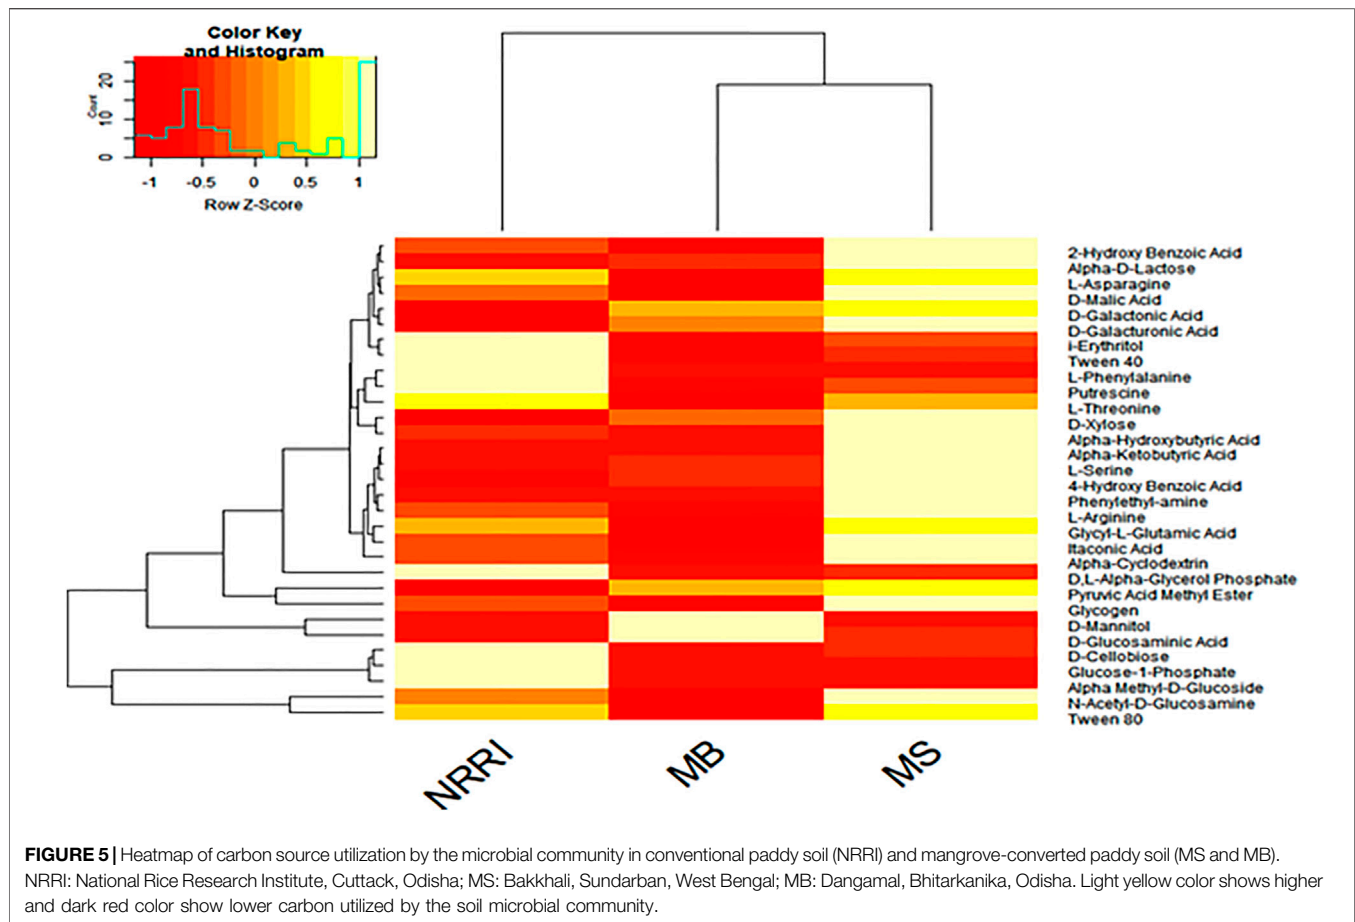 Color Key
and Histogram
Count
0 10 20
-1 -0.5 0 0.5 1
Row Z-Score
2-Hydroxy Benzoic Acid
Alpha-D-Lactose
L-Asparagine
D-Malic Acid
D-Galactonic Acid
D-Galacturonic Acid
i-Erythritol
Tween 40
L-Phenylalanine
Putrescine
L-Threonine
D-Xylose
Alpha-Hydroxybutyric Acid
Alpha-Ketobutyric Acid
L-Serine
4-Hydroxy Benzoic Acid
Phenylethyl-amine
L-Arginine
Glycyl-L-Glutamic Acid
Itaconic Acid
Alpha-Cyclodextrin
D,L-Alpha-Glycerol Phosphate
Pyruvic Acid Methyl Ester
Glycogen
D-Mannitol
D-Glucosaminic Acid
D-Cellobiose
Glucose-1-Phosphate
Alpha Methyl-D-Glucoside
N-Acetyl-D-Glucosamine
Tween 80
NRRI MB MS
FIGURE 5 | Heatmap of carbon source utilization by the microbial community in conventional paddy soil (NRRI) and mangrove-converted paddy soil (MS and MB).
NRRI: National Rice Research Institute, Cuttack, Odisha; MS: Bakkhali, Sundarban, West Bengal; MB: Dangamal, Bhitarkanika, Odisha. Light yellow color shows higher
and dark red color show lower carbon utilized by the soil microbial community.